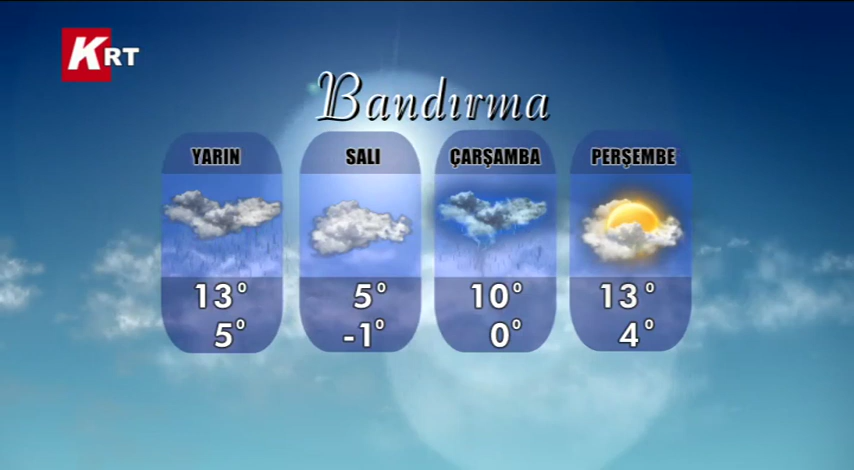 KRT
Bandırma
YARIN
SALI
ÇARŞAMBA
PERŞEMBE
13°
5°
10°
13°
5°
-1°
0°
4°